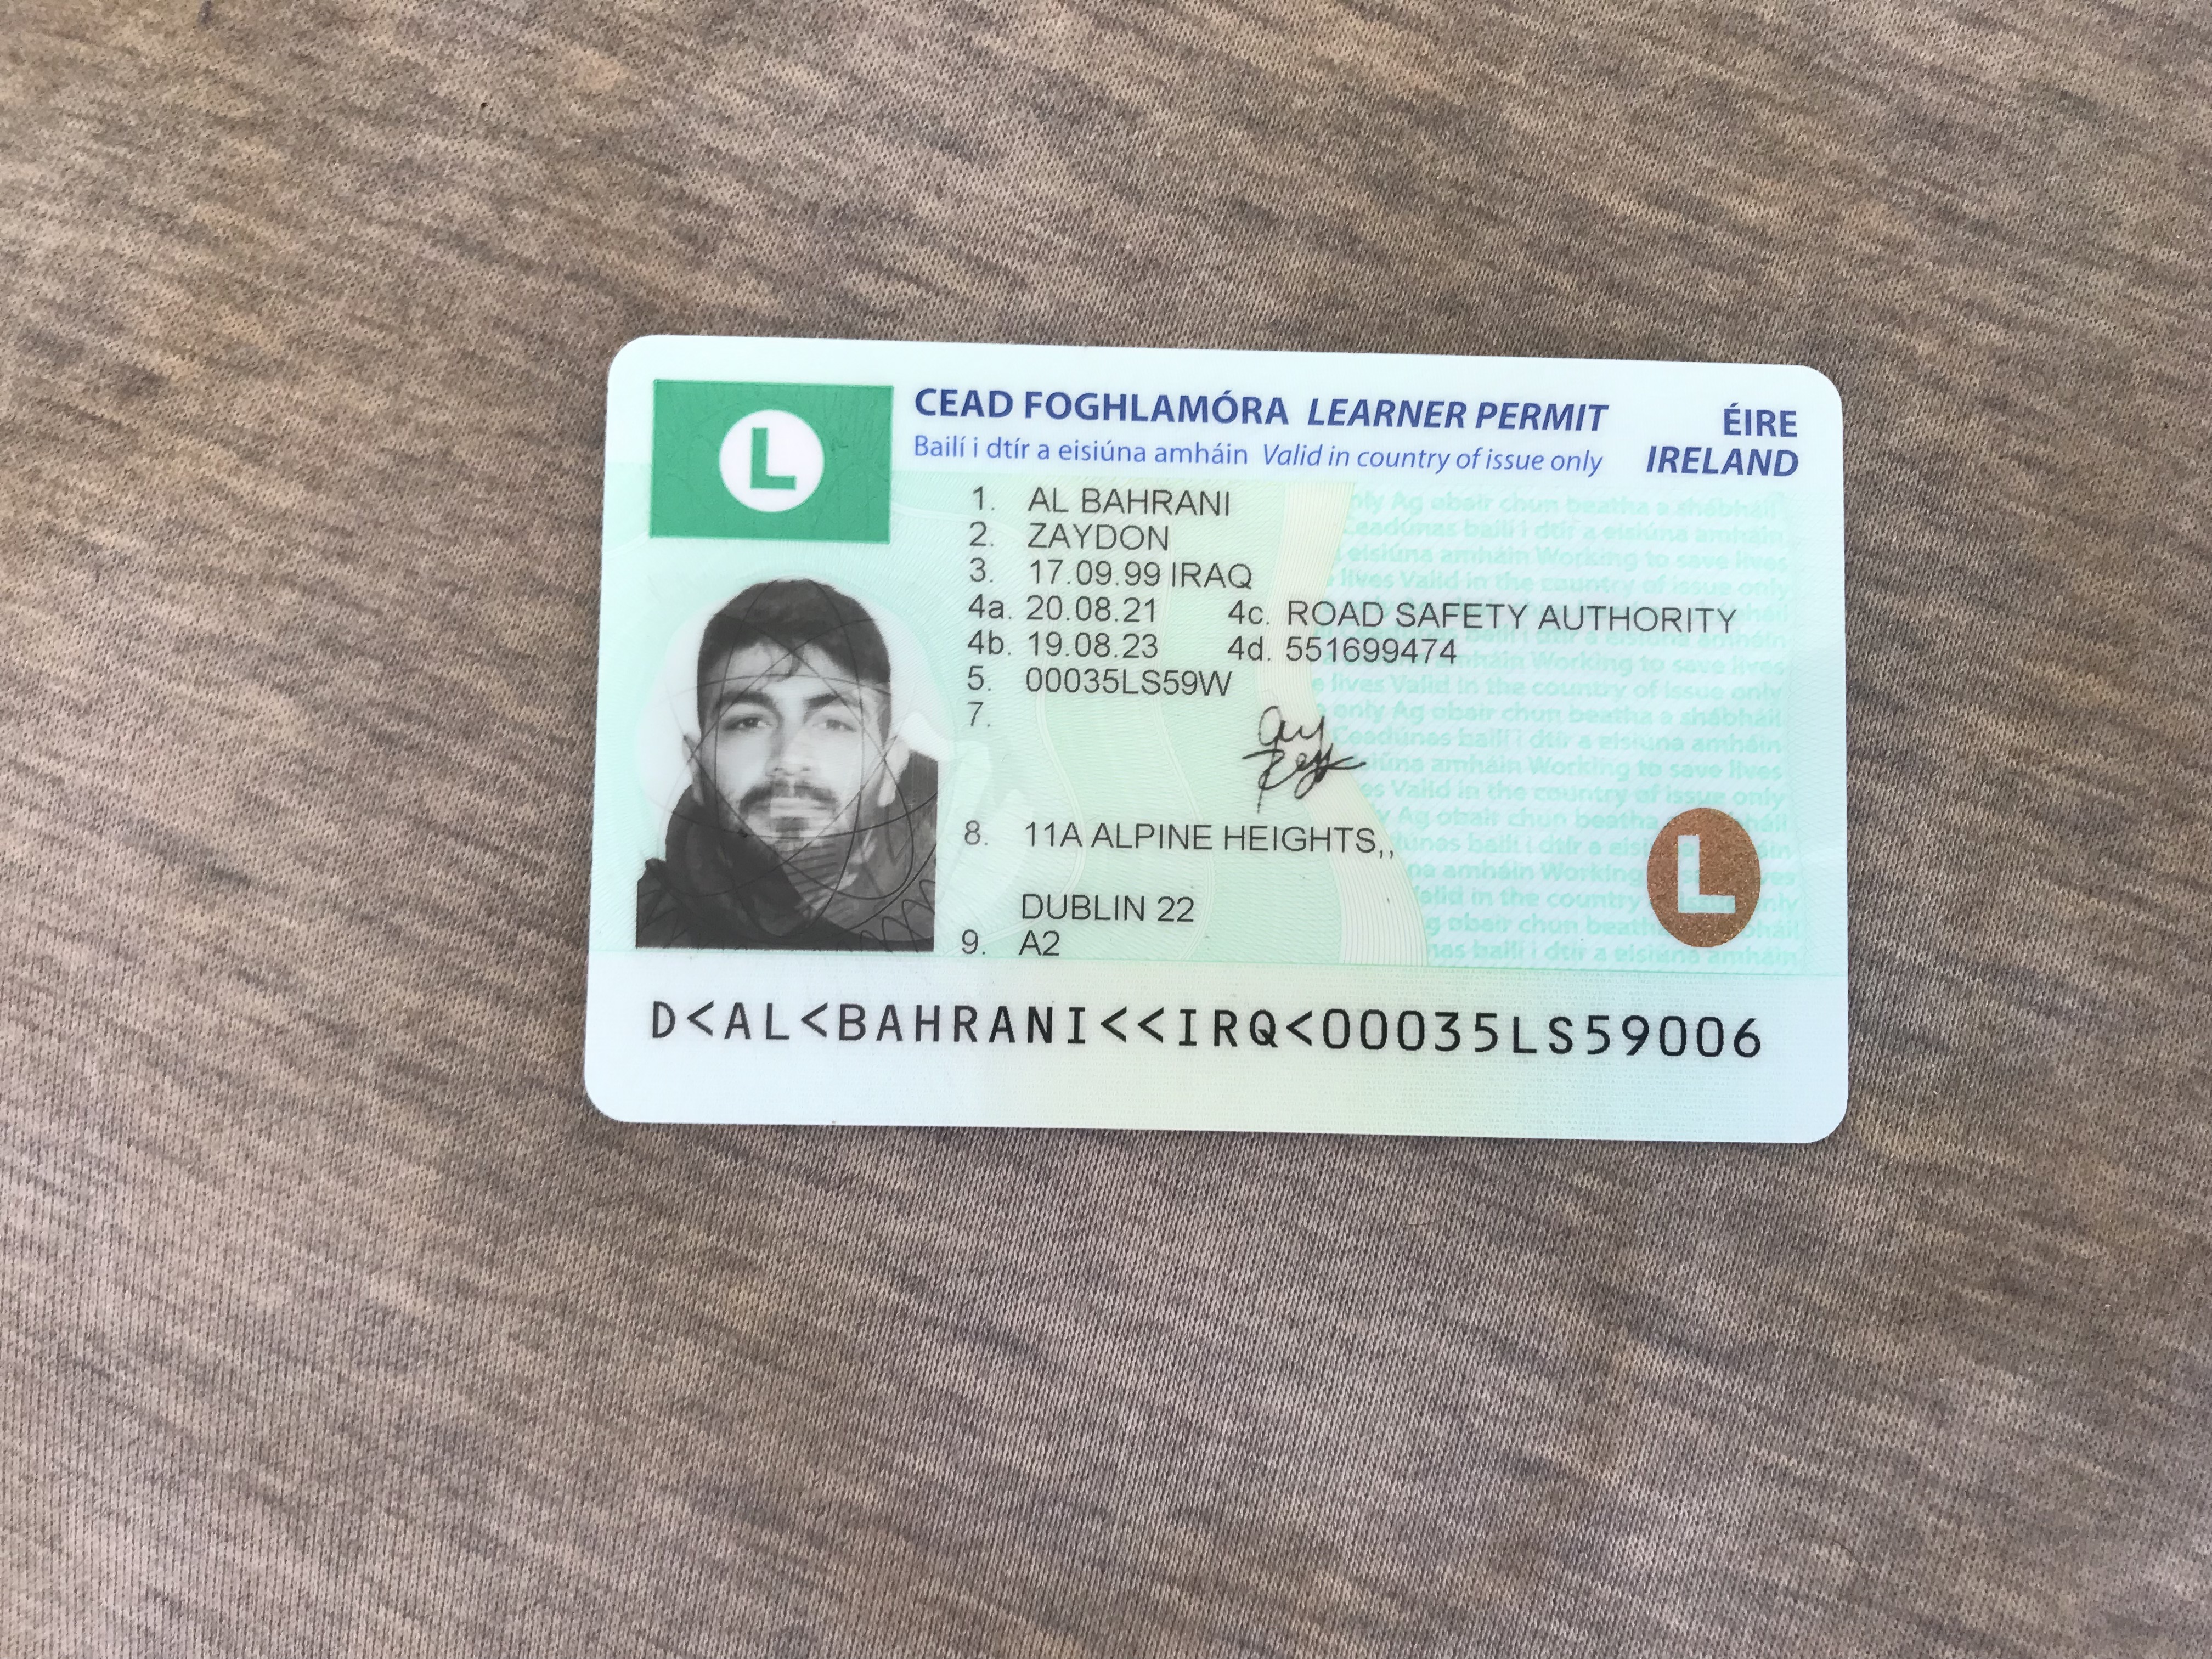 L
CEAD FOGHLAMÓRA LEARNER PERMIT
ÉIRE
Bailí i dtír a eisiúna amháin Valid in country of issue only
IRELAND
1. AL BAHRANI
2. ZAYDON
3. 17.09.99 IRAQ
4a. 20.08.21 4c. ROAD SAFETY AUTHORITY
4b. 19.08.23 4d. 551699474
5. 00035LS59W
7.
8. 11A ALPINE HEIGHTS,,
DUBLIN 22
9. A2
L
D<AL<BAHRANI<<IRQ<00035LS59006